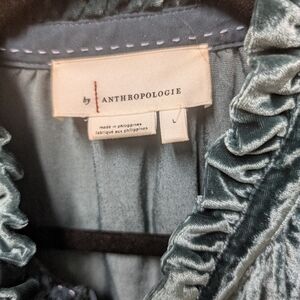 by ANTHROPOLOGIE
L
made in philippines
fabriqué aux philippines